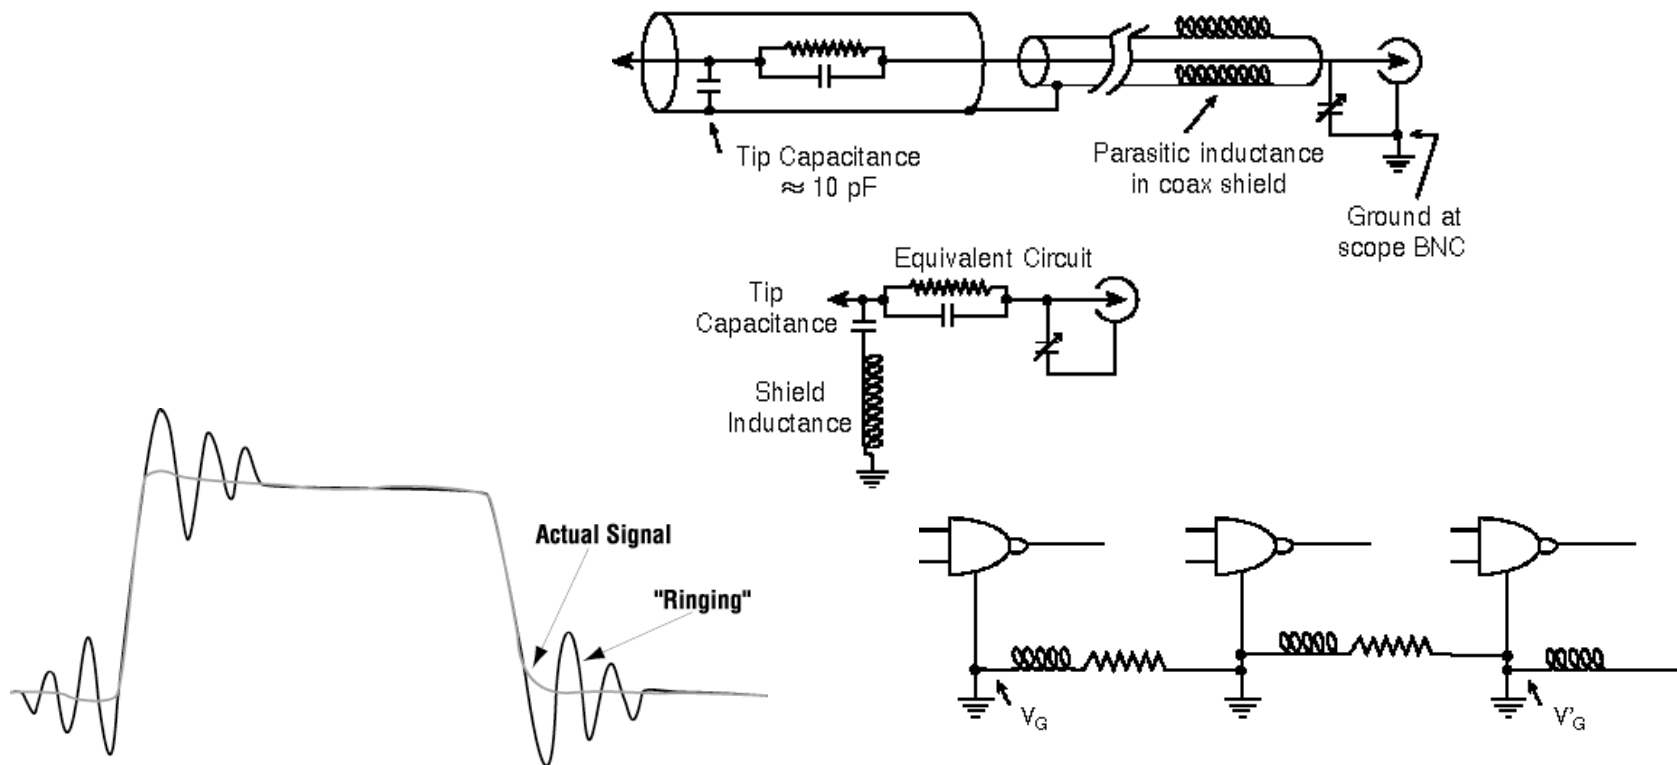 Tip Capacitance
≈ 10 pF
Parasitic inductance
in coax shield
Ground at
scope BNC
Equivalent Circuit
Tip
Capacitance
Shield
Inductance
Actual Signal
"Ringing"
V_G
V'_G